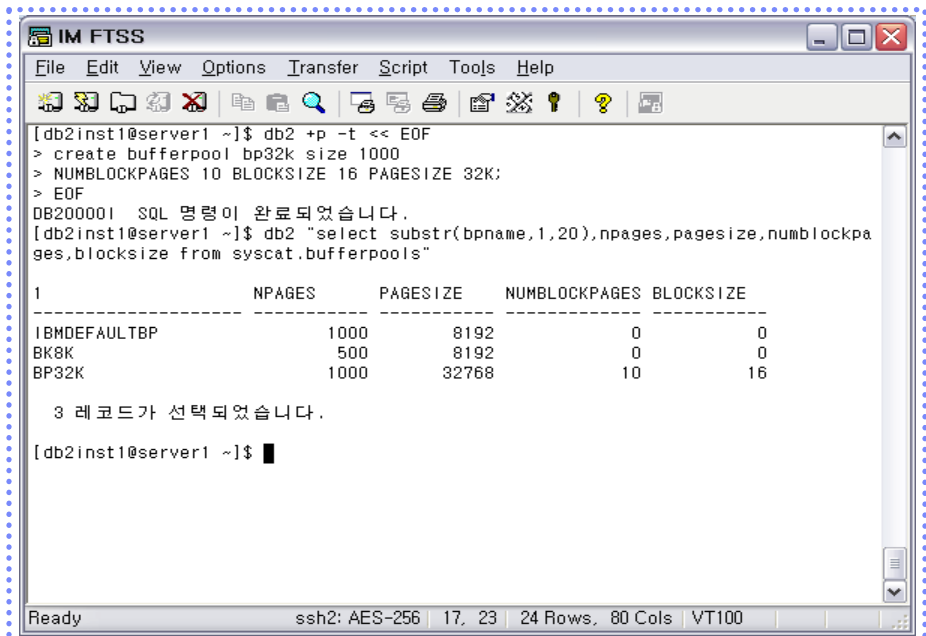 IM FTSS
File Edit View Options Transfer Script Tools Help
[db2inst1@server1 ~]$ db2 +p -t << EOF
> create bufferpool bp32k size 1000
> NUMBLOCKPAGES 10 BLOCKSIZE 16 PAGESIZE 32K;
> EOF
DB20000I SQL 명령이 완료되었습니다.
[db2inst1@server1 ~]$ db2 "select substr(bpname,1,20),npages,pagesize,numblockpa
ges,blocksize from syscat.bufferpools"
1 NPAGES PAGESIZE NUMBLOCKPAGES BLOCKSIZE
-------------------- ----------- ----------- ------------- -----------
IBMDEFAULTBP 1000 8192 0 0
BK8K 500 8192 0 0
BP32K 1000 32768 10 16
3 레코드가 선택되었습니다.
[db2inst1@server1 ~]$
Ready ssh2: AES-256 17, 23 24 Rows, 80 Cols VT100